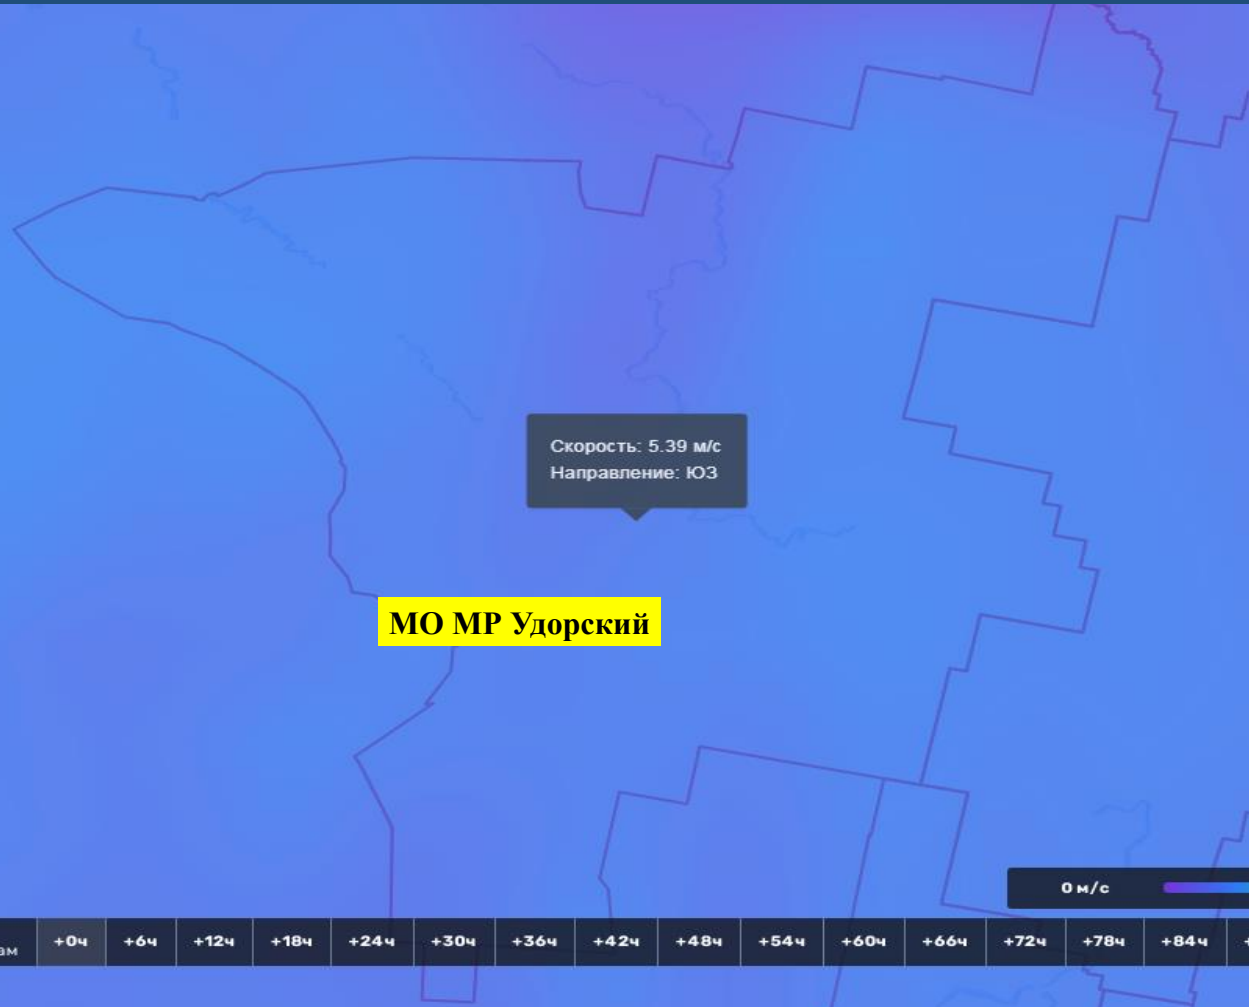 Скорость: 5.39 м/с
Направление: ЮЗ
МО МР Удорский
0 м/с
+0ч +6ч +12ч +18ч +24ч +30ч +36ч +42ч +48ч +54ч +60ч +66ч +72ч +78ч +84ч